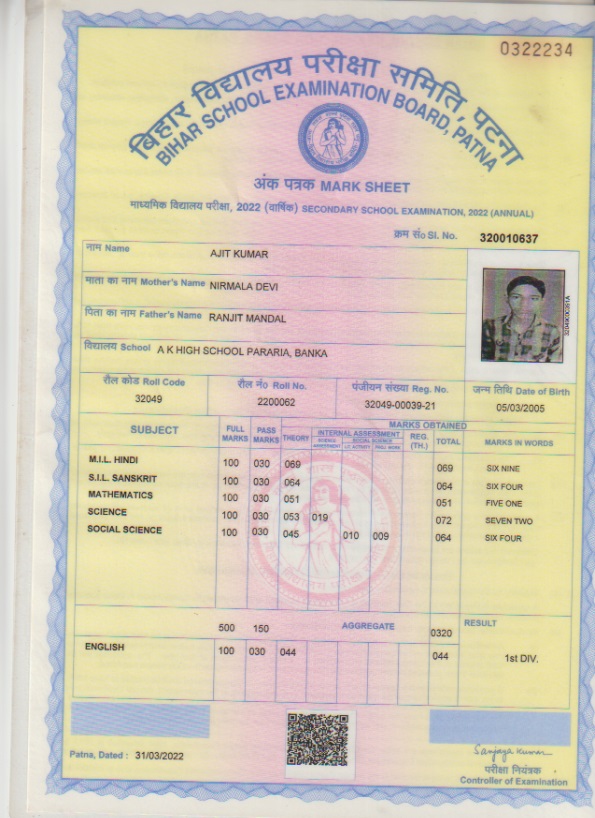 0322234
बिहार विद्यालय परीक्षा समिति, पटना
BIHAR SCHOOL EXAMINATION BOARD, PATNA
अंक पत्रक MARK SHEET
माध्यमिक विद्यालय परीक्षा, 2022 (वार्षिक) SECONDARY SCHOOL EXAMINATION, 2022 (ANNUAL)
क्रम सं० Sl. No. 320010637
नाम Name AJIT KUMAR
माता का नाम Mother's Name NIRMALA DEVI
पिता का नाम Father's Name RANJIT MANDAL
विद्यालय School A K HIGH SCHOOL PARARIA, BANKA
रौल कोड Roll Code रौल नं० Roll No. पंजीयन संख्या Reg. No. जन्म तिथि Date of Birth
32049 2200062 32049-00039-21 05/03/2005
SUBJECT FULL MARKS PASS MARKS MARKS OBTAINED
THEORY INTERNAL ASSESSMENT REG. (TH.) TOTAL MARKS IN WORDS
SCIENCE SOCIAL SCIENCE
M.I.L. HINDI 100 030 069 069 SIX NINE
S.I.L. SANSKRIT 100 030 064 064 SIX FOUR
MATHEMATICS 100 030 051 051 FIVE ONE
SCIENCE 100 030 053 019 072 SEVEN TWO
SOCIAL SCIENCE 100 030 045 010 009 064 SIX FOUR
500 150 AGGREGATE 0320 RESULT
ENGLISH 100 030 044 044 1st DIV.
Patna, Dated : 31/03/2022
Sanjaya Kumar
परीक्षा नियंत्रक
Controller of Examination